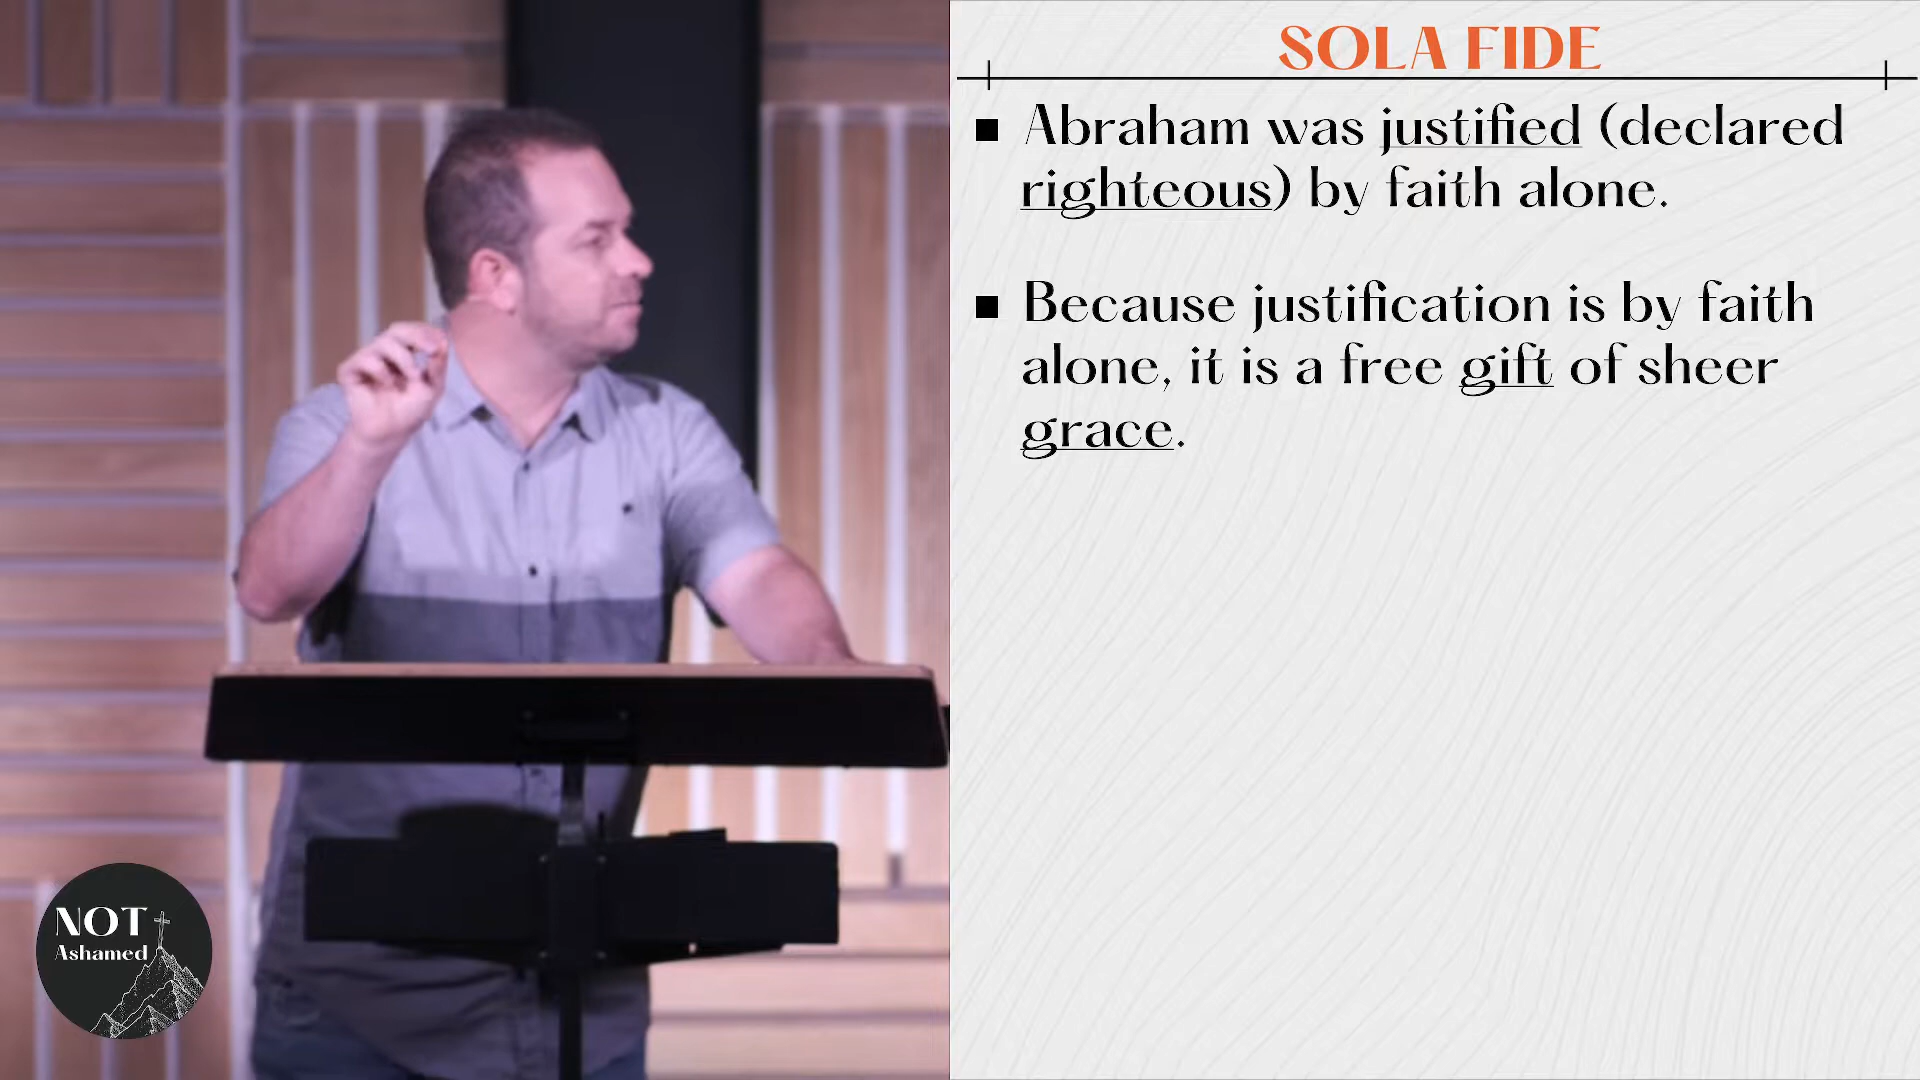 SOLA FIDE
■ Abraham was justified (declared
righteous) by faith alone.
■ Because justification is by faith
alone, it is a free gift of sheer
grace.
NOT
Ashamed